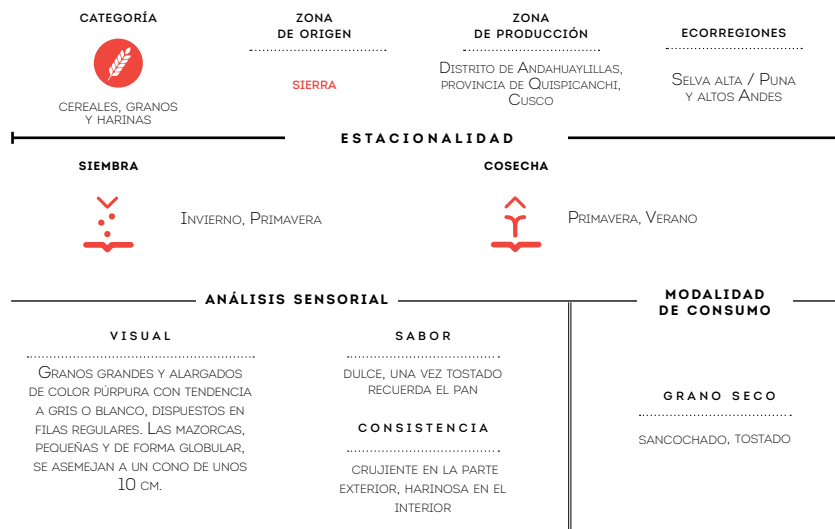 CATEGORÍA
CEREALES, GRANOS
Y HARINAS
ZONA
DE ORIGEN
SIERRA
ZONA
DE PRODUCCIÓN
Distrito de Andahuaylillas,
provincia de Quispicanchi,
Cusco
ECORREGIONES
Selva alta / Puna
y altos Andes
ESTACIONALIDAD
SIEMBRA
Invierno, Primavera
COSECHA
Primavera, Verano
ANÁLISIS SENSORIAL
VISUAL
Granos grandes y alargados
de color púrpura con tendencia
a gris o blanco, dispuestos en
filas regulares. Las mazorcas,
pequeñas y de forma globular,
se asemejan a un cono de unos
10 cm.
SABOR
dulce, una vez tostado
recuerda el pan
CONSISTENCIA
crujiente en la parte
exterior, harinosa en el
interior
MODALIDAD
DE CONSUMO
GRANO SECO
sancochado, tostado